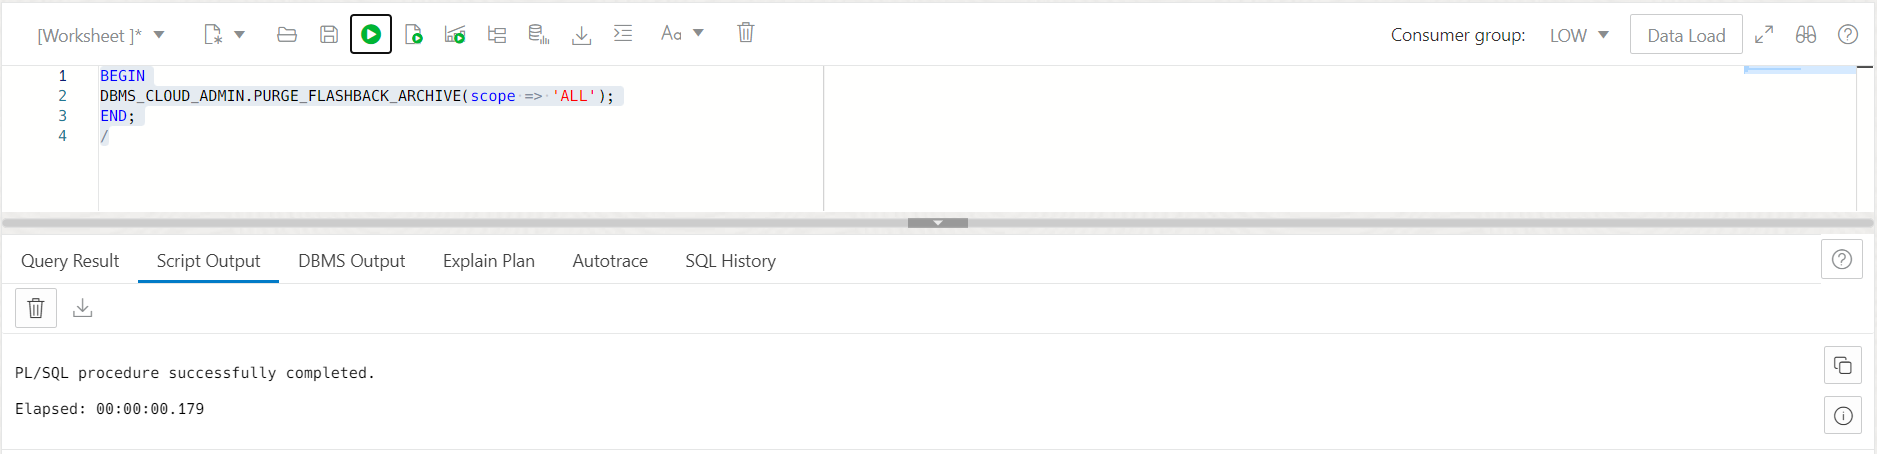 [Worksheet ]* Aa Consumer group: LOW Data Load
1 BEGIN
2 DBMS_CLOUD_ADMIN.PURGE_FLASHBACK_ARCHIVE(scope => 'ALL');
3 END;
4 /
Query Result Script Output DBMS Output Explain Plan Autotrace SQL History
PL/SQL procedure successfully completed.
Elapsed: 00:00:00.179